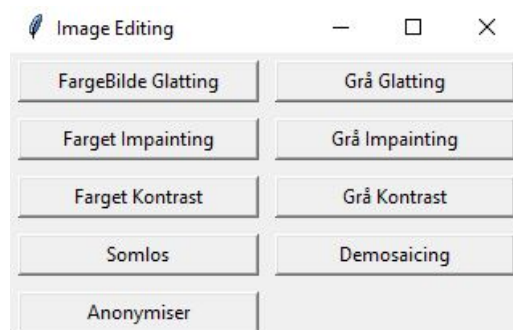 Image Editing
FargeBilde Glatting
Grå Glatting
Farget Impainting
Grå Impainting
Farget Kontrast
Grå Kontrast
Somlos
Demosaicing
Anonymiser